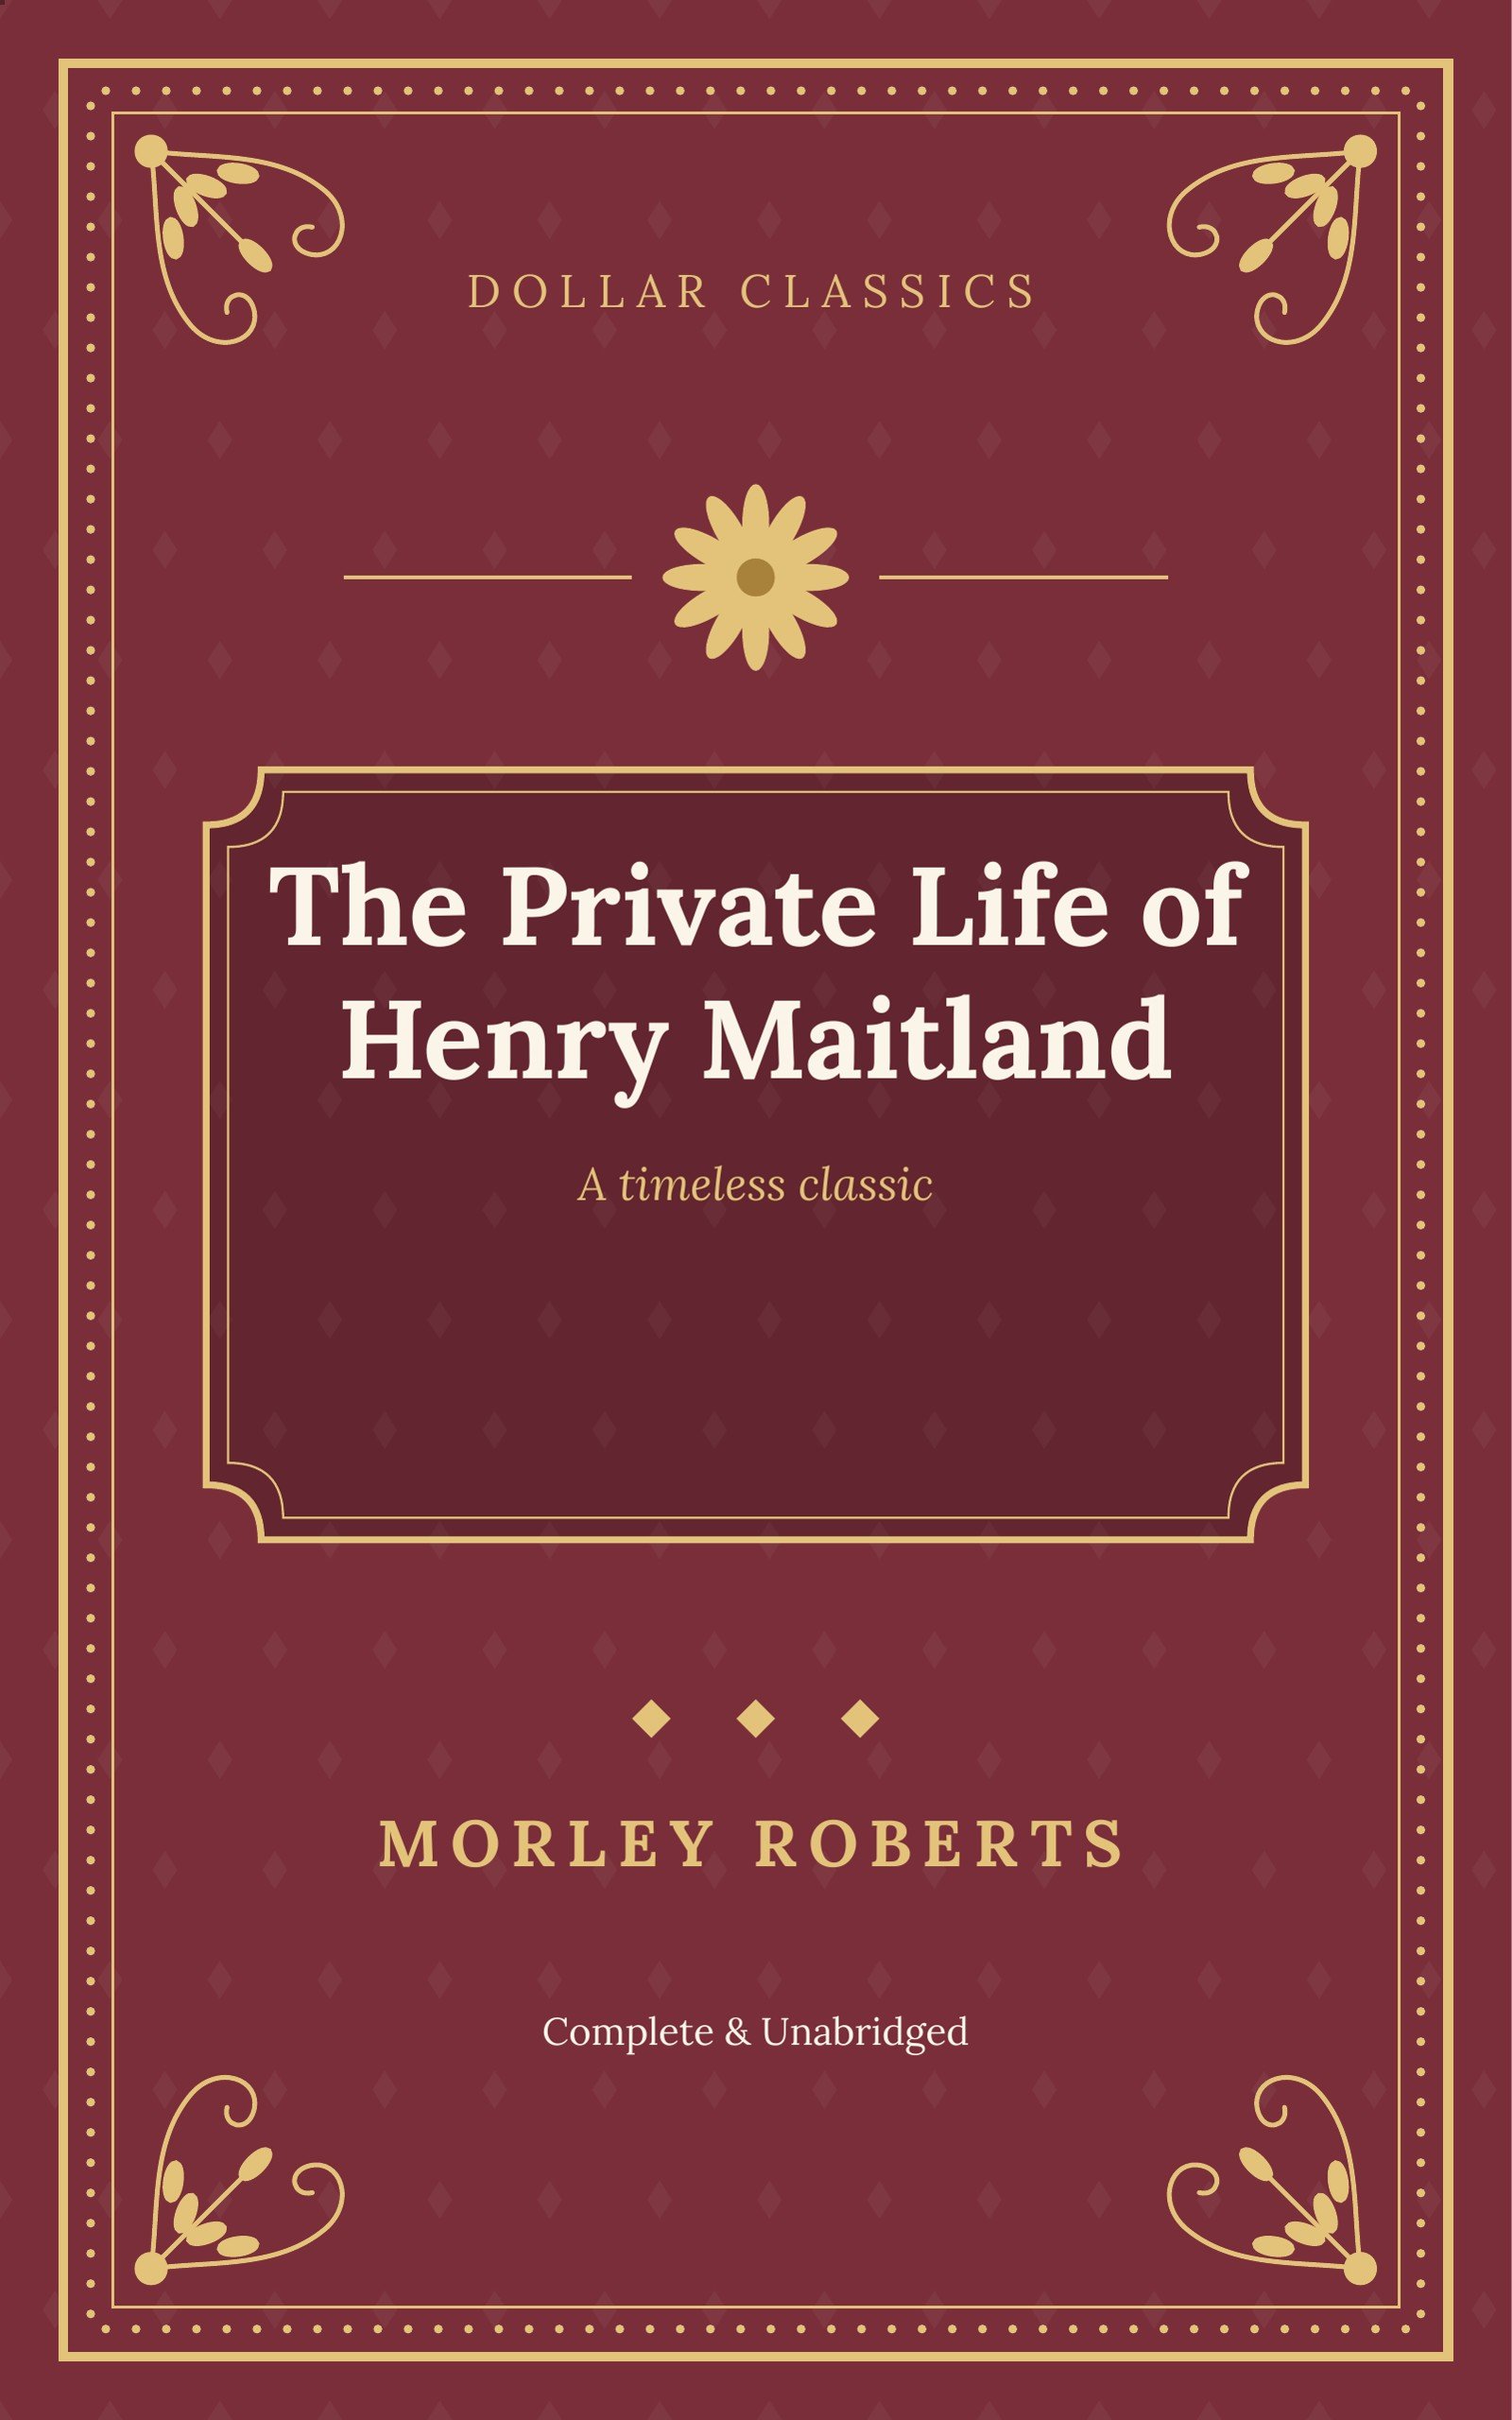 DOLLAR CLASSICS
The Private Life of
Henry Maitland
A timeless classic
MORLEY ROBERTS
Complete & Unabridged